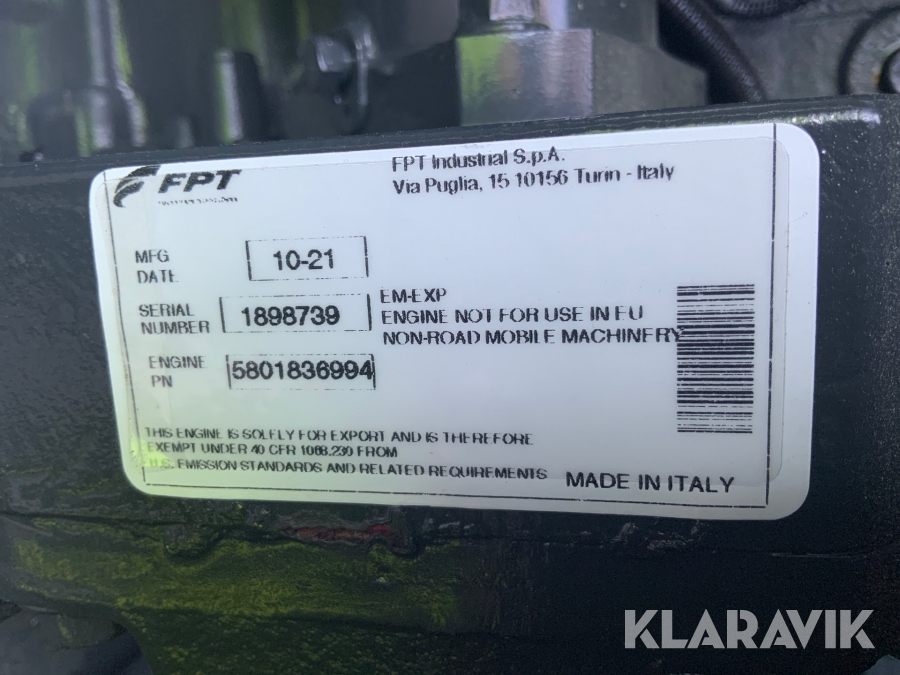 FPT
FPT Industrial S.p.A.
Via Puglia, 15 10156 Turin - Italy
MFG
DATE
10-21
SERIAL
NUMBER
1898739
ENGINE
PN
5801836994
EM-EXP
ENGINE NOT FOR USE IN EU
NON-ROAD MOBILE MACHINERY
THIS ENGINE IS SOLELY FOR EXPORT AND IS THEREFORE
EXEMPT UNDER 40 CFR 1068.230 FROM
U.S. EMISSION STANDARDS AND RELATED REQUIREMENTS
MADE IN ITALY
KLARAVIK